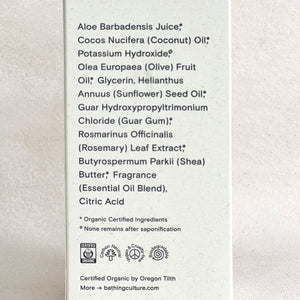 Aloe Barbadensis Juice,*
Cocos Nucifera (Coconut) Oil,*
Potassium Hydroxide,ø
Olea Europaea (Olive) Fruit
Oil,* Glycerin, Helianthus
Annuus (Sunflower) Seed Oil,*
Guar Hydroxypropyltrimonium
Chloride (Guar Gum),*
Rosmarinus Officinalis
(Rosemary) Leaf Extract,*
Butyrospermum Parkii (Shea)
Butter,* Fragrance
(Essential Oil Blend),
Citric Acid
* Organic Certified Ingredients
ø None remains after saponification
Certified Organic by Oregon Tilth
More → bathingculture.com